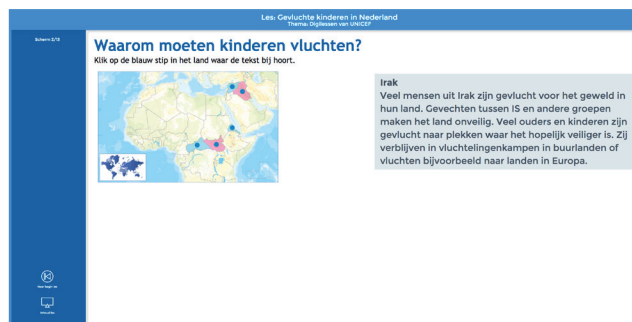 Les: Gevluchte kinderen in Nederland
Thema: Digilessen van UNICEF
Scherm 2/13
Waarom moeten kinderen vluchten?
Klik op de blauw stip in het land waar de tekst bij hoort.
Irak
Veel mensen uit Irak zijn gevlucht voor het geweld in
hun land. Gevechten tussen IS en andere groepen
maken het land onveilig. Veel ouders en kinderen zijn
gevlucht naar plekken waar het hopelijk veiliger is. Zij
verblijven in vluchtelingenkampen in buurlanden of
vluchten bijvoorbeeld naar landen in Europa.